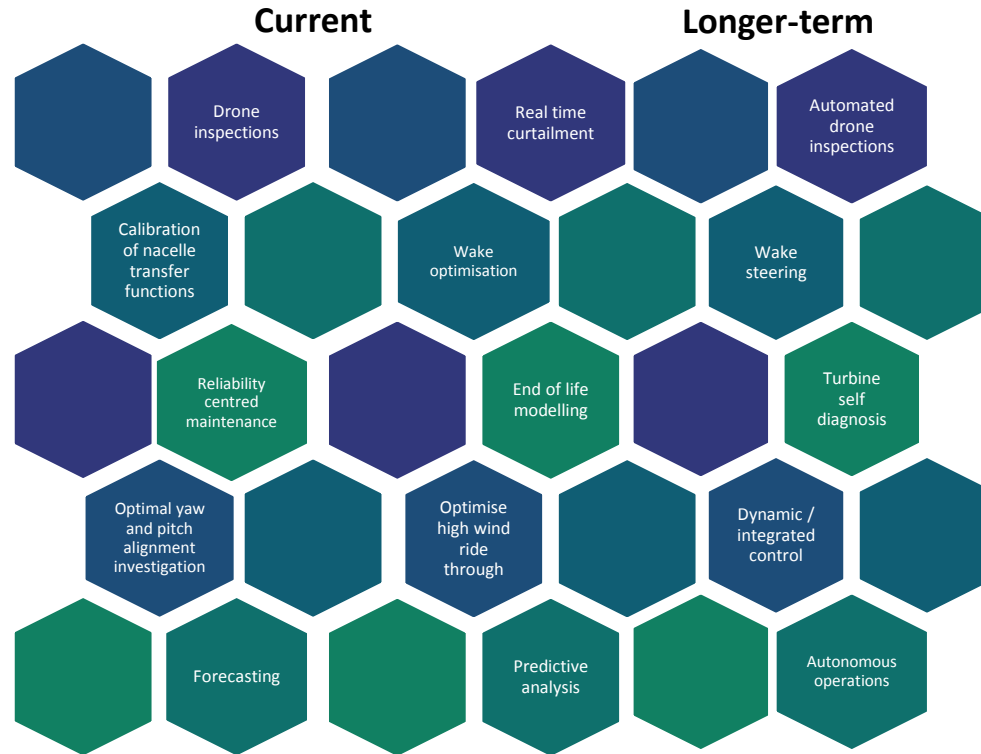 Current
Longer-term
Drone
inspections
Real time
curtailment
Automated
drone
inspections
Calibration
of nacelle
transfer
functions
Wake
optimisation
Wake
steering
Reliability
centred
maintenance
End of life
modelling
Turbine
self
diagnosis
Optimal yaw
and pitch
alignment
investigation
Optimise
high wind
ride
through
Dynamic /
integrated
control
Forecasting
Predictive
analysis
Autonomous
operations